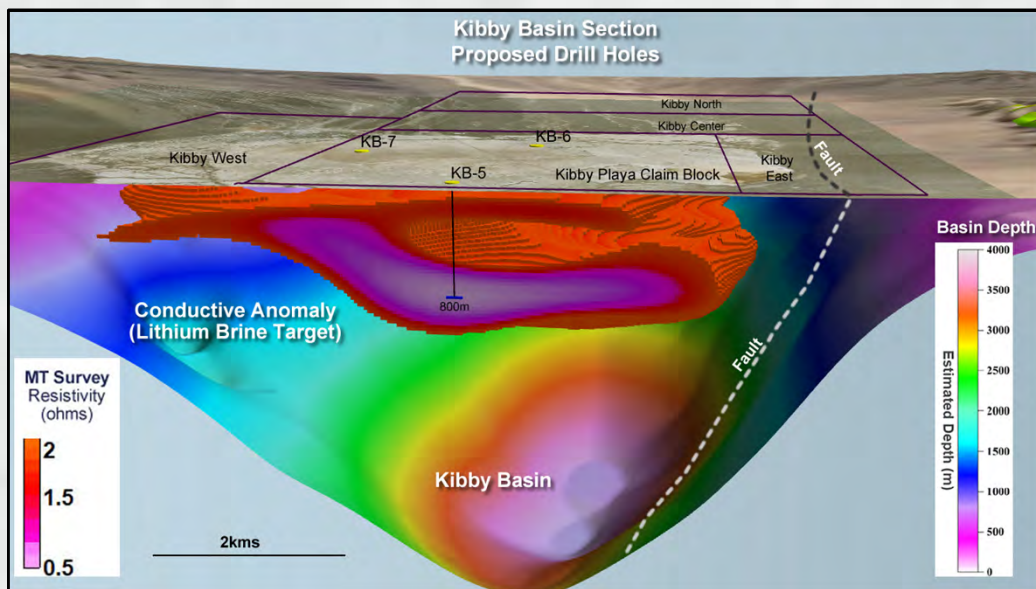 Kibby Basin Section
Proposed Drill Holes
Kibby North
Kibby Center
KB-7
KB-6
Kibby West
KB-5
Kibby Playa Claim Block
Kibby
East
Fault
Basin Depth
4000
3500
3000
2500
2000
1500
1000
500
0
Estimated Depth (m)
800m
Conductive Anomaly
(Lithium Brine Target)
Fault
MT Survey
Resistivity
(ohms)
2
1.5
0.5
Kibby Basin
2kms